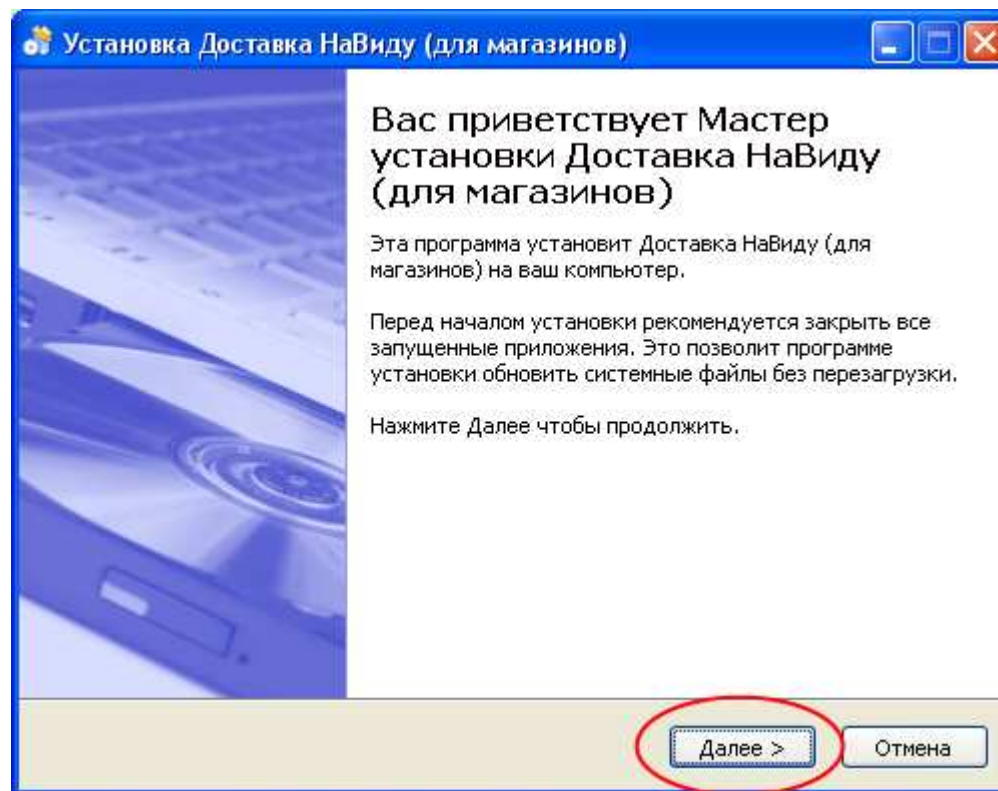 Установка Доставка НаВиду (для магазинов)
Вас приветствует Мастер
установки Доставка НаВиду
(для магазинов)
Эта программа установит Доставка НаВиду (для
магазинов) на ваш компьютер.
Перед началом установки рекомендуется закрыть все
запущенные приложения. Это позволит программе
установки обновить системные файлы без перезагрузки.
Нажмите Далее чтобы продолжить.
Далее >
Отмена